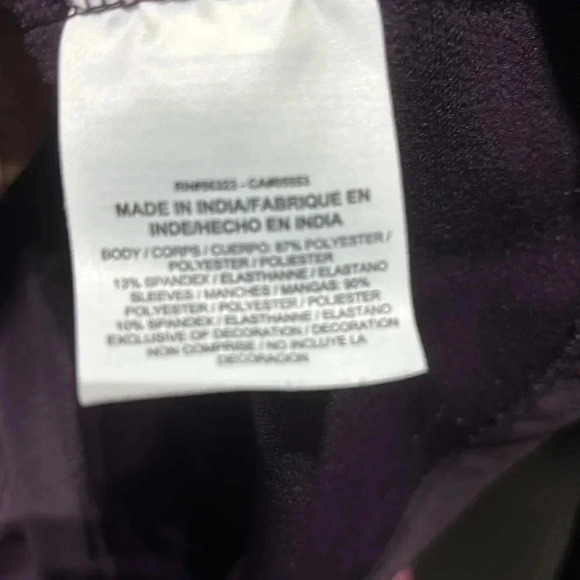 MADE IN INDIA/FABRIQUE EN
INDE/HECHO EN INDIA
BODY / CORPS / CUERPO: 87% POLYESTER /
POLYESTER / POLIESTER
13% SPANDEX / ELASTHANNE / ELASTANO
SLEEVES / MANCHES / MANGAS: 90%
POLYESTER / POLYESTER / POLIESTER
10% SPANDEX / ELASTHANNE / ELASTANO
EXCLUSIVE OF DECORATION / DECORATION
NON COMPRISE / NO INCLUYE LA
DECORACION